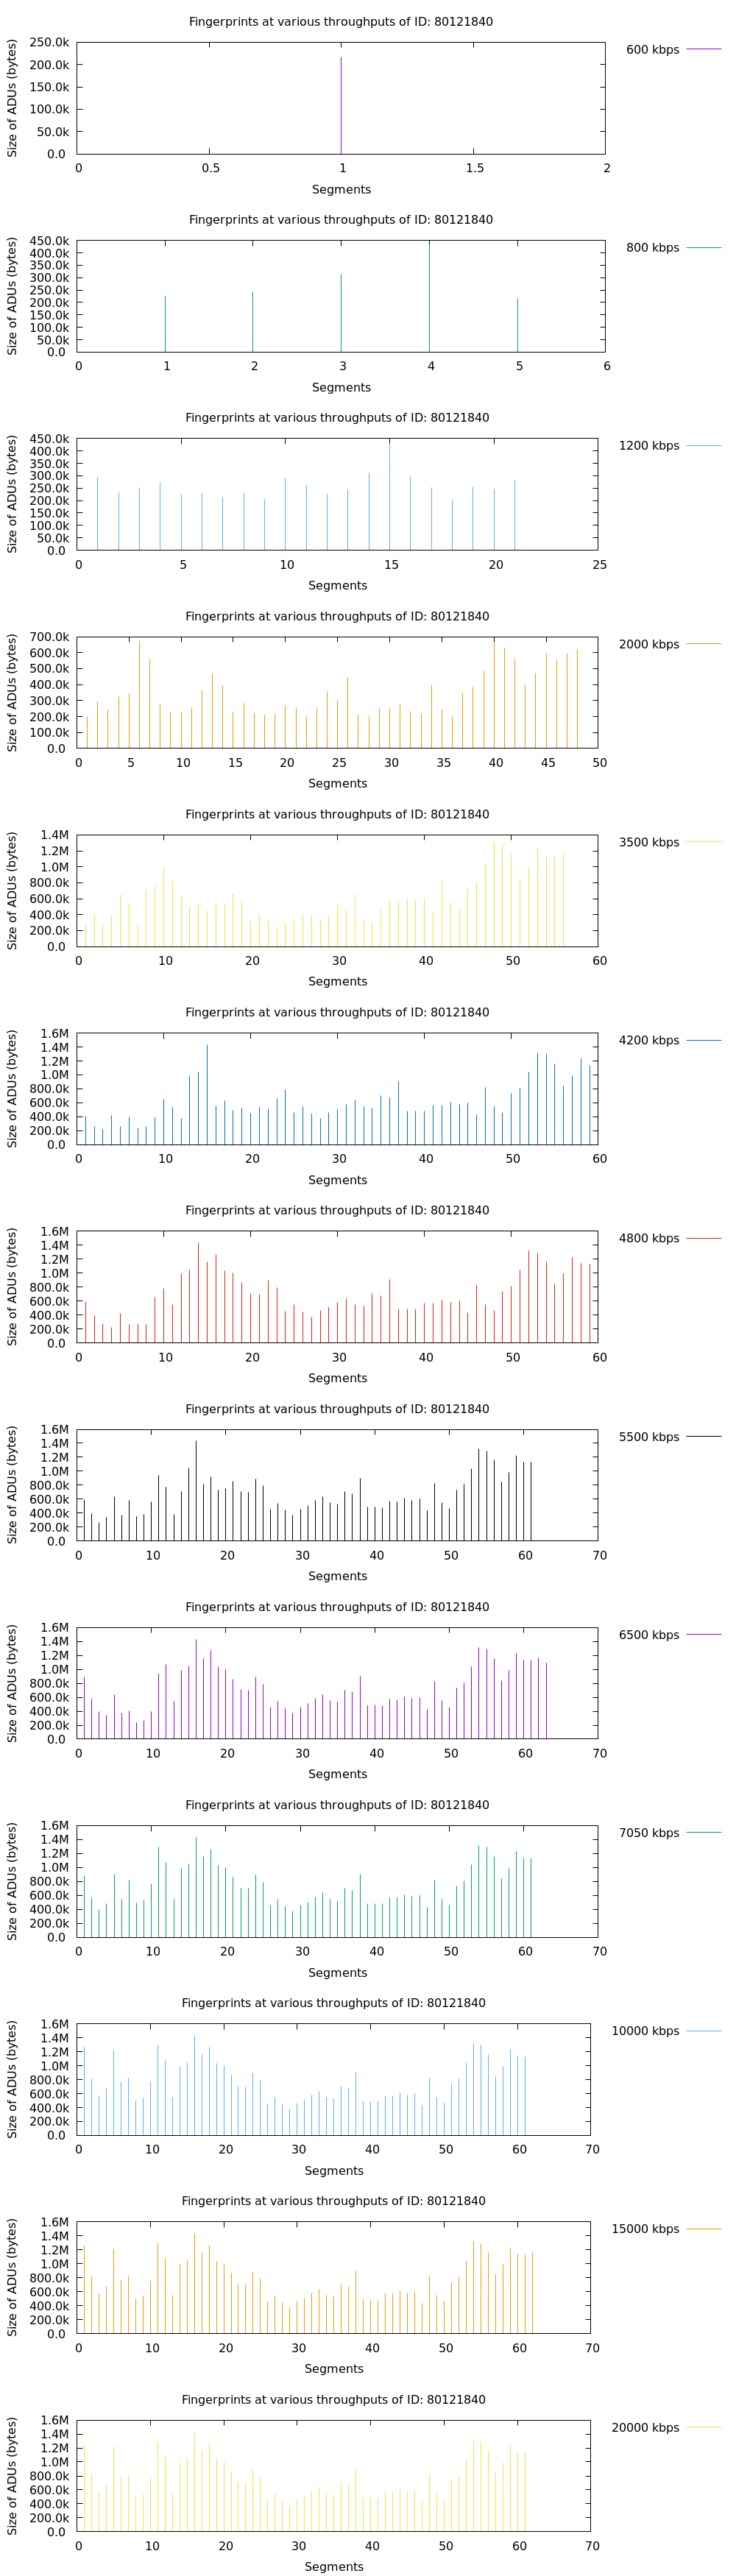 Fingerprints at various throughputs of ID: 80121840
600 kbps
Size of ADUs (bytes)
250.0k
200.0k
150.0k
100.0k
50.0k
0.0
0 0.5 1 1.5 2
Segments
Fingerprints at various throughputs of ID: 80121840
800 kbps
Size of ADUs (bytes)
450.0k
400.0k
350.0k
300.0k
250.0k
200.0k
150.0k
100.0k
50.0k
0.0
0 1 2 3 4 5 6
Segments
Fingerprints at various throughputs of ID: 80121840
1200 kbps
Size of ADUs (bytes)
450.0k
400.0k
350.0k
300.0k
250.0k
200.0k
150.0k
100.0k
50.0k
0.0
0 5 10 15 20 25
Segments
Fingerprints at various throughputs of ID: 80121840
2000 kbps
Size of ADUs (bytes)
700.0k
600.0k
500.0k
400.0k
300.0k
200.0k
100.0k
0.0
0 5 10 15 20 25 30 35 40 45 50
Segments
Fingerprints at various throughputs of ID: 80121840
3500 kbps
Size of ADUs (bytes)
1.4M
1.2M
1.0M
800.0k
600.0k
400.0k
200.0k
0.0
0 10 20 30 40 50 60
Segments
Fingerprints at various throughputs of ID: 80121840
4200 kbps
Size of ADUs (bytes)
1.6M
1.4M
1.2M
1.0M
800.0k
600.0k
400.0k
200.0k
0.0
0 10 20 30 40 50 60
Segments
Fingerprints at various throughputs of ID: 80121840
4800 kbps
Size of ADUs (bytes)
1.6M
1.4M
1.2M
1.0M
800.0k
600.0k
400.0k
200.0k
0.0
0 10 20 30 40 50 60
Segments
Fingerprints at various throughputs of ID: 80121840
5500 kbps
Size of ADUs (bytes)
1.6M
1.4M
1.2M
1.0M
800.0k
600.0k
400.0k
200.0k
0.0
0 10 20 30 40 50 60 70
Segments
Fingerprints at various throughputs of ID: 80121840
6500 kbps
Size of ADUs (bytes)
1.6M
1.4M
1.2M
1.0M
800.0k
600.0k
400.0k
200.0k
0.0
0 10 20 30 40 50 60 70
Segments
Fingerprints at various throughputs of ID: 80121840
7050 kbps
Size of ADUs (bytes)
1.6M
1.4M
1.2M
1.0M
800.0k
600.0k
400.0k
200.0k
0.0
0 10 20 30 40 50 60 70
Segments
Fingerprints at various throughputs of ID: 80121840
10000 kbps
Size of ADUs (bytes)
1.6M
1.4M
1.2M
1.0M
800.0k
600.0k
400.0k
200.0k
0.0
0 10 20 30 40 50 60 70
Segments
Fingerprints at various throughputs of ID: 80121840
15000 kbps
Size of ADUs (bytes)
1.6M
1.4M
1.2M
1.0M
800.0k
600.0k
400.0k
200.0k
0.0
0 10 20 30 40 50 60 70
Segments
Fingerprints at various throughputs of ID: 80121840
20000 kbps
Size of ADUs (bytes)
1.6M
1.4M
1.2M
1.0M
800.0k
600.0k
400.0k
200.0k
0.0
0 10 20 30 40 50 60 70
Segments